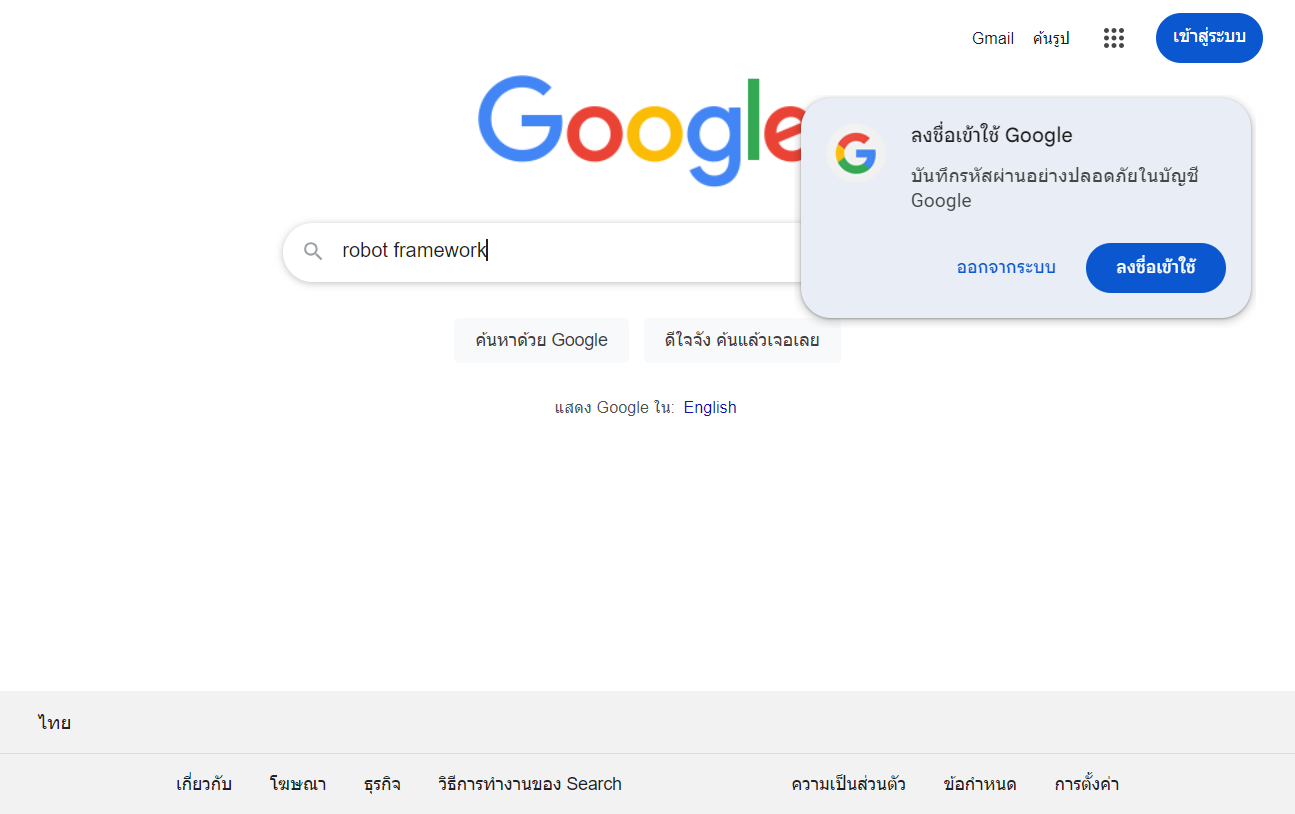 Gmail ค้นรูป เข้าสู่ระบบ
Google
ลงชื่อเข้าใช้ Google
บันทึกรหัสผ่านอย่างปลอดภัยในบัญชี
Google
ออกจากระบบ ลงชื่อเข้าใช้
robot framework
ค้นหาด้วย Google ดีใจจัง ค้นแล้วเจอเลย
แสดง Google ใน: English
ไทย
เกี่ยวกับ โฆษณา ธุรกิจ วิธีการทำงานของ Search ความเป็นส่วนตัว ข้อกำหนด การตั้งค่า